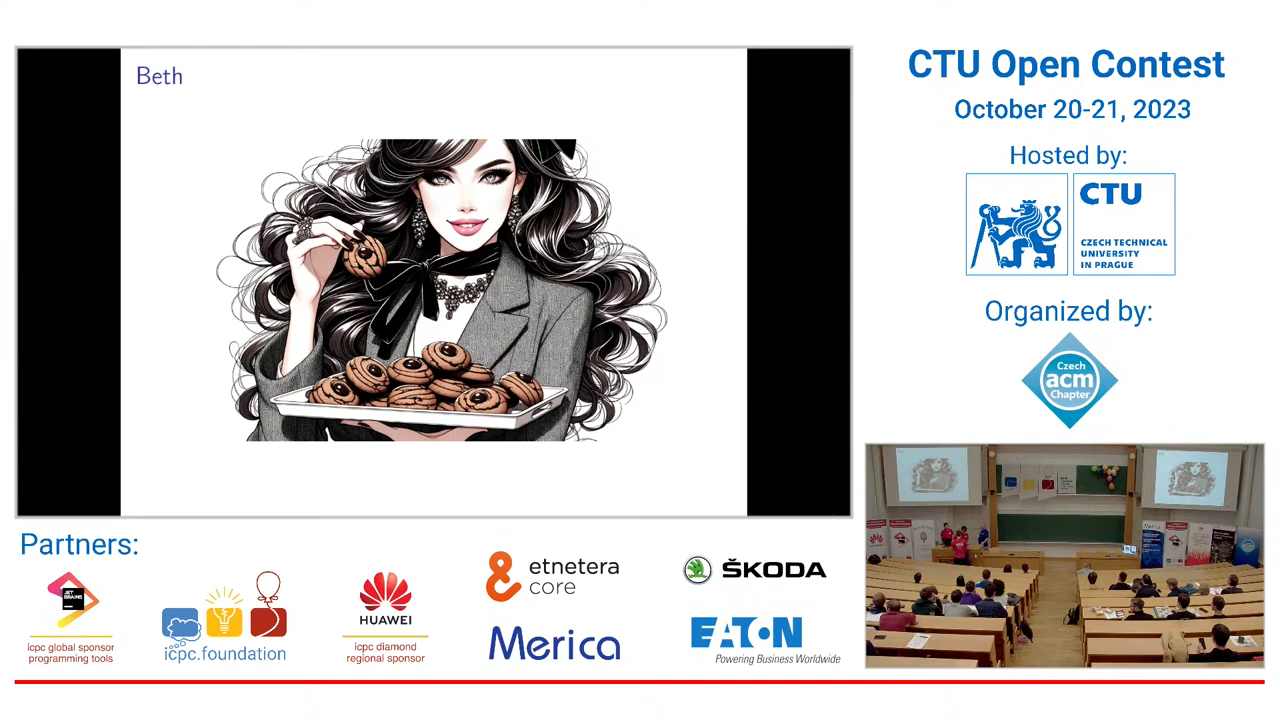 Beth
CTU Open Contest
October 20-21, 2023
Hosted by:
CTU
CZECH TECHNICAL
UNIVERSITY
IN PRAGUE
Organized by:
Czech
acm
Chapter
Partners:
JET
BRAINS
icpc global sponsor
programming tools
icpc.foundation
HUAWEI
icpc diamond
regional sponsor
etnetera
core
Merica
ŠKODA
EATON
Powering Business Worldwide